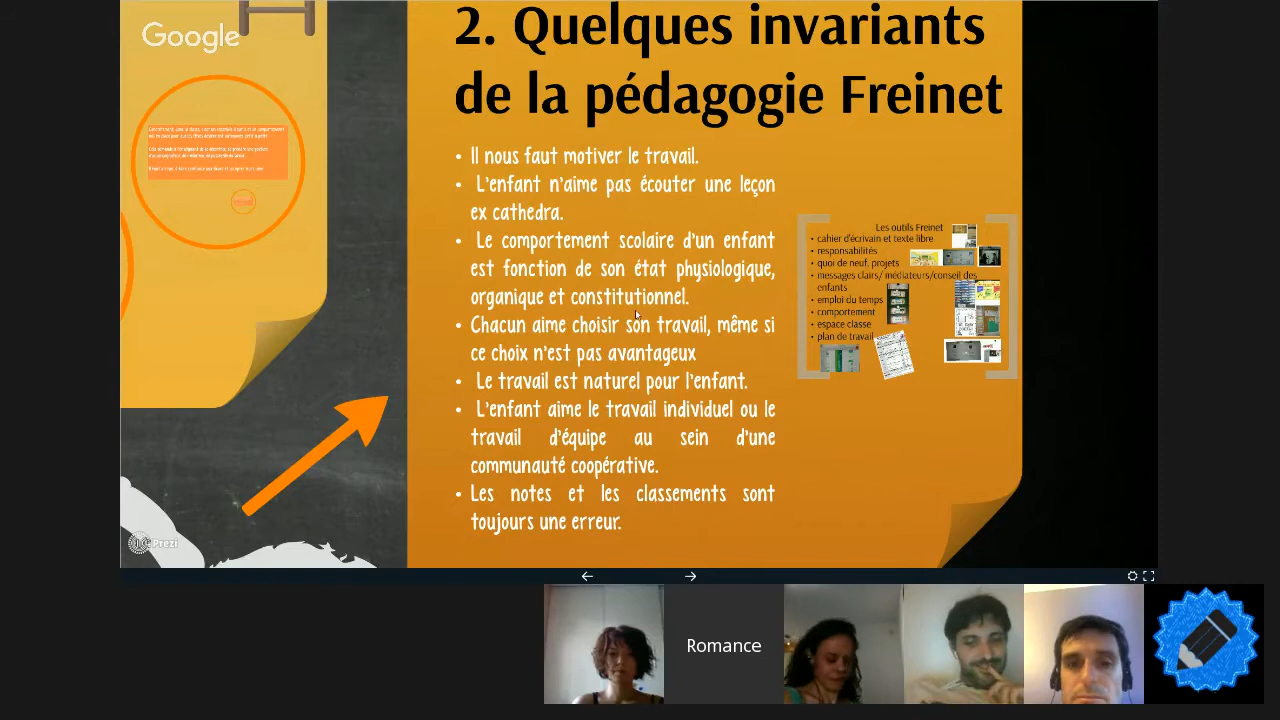 Google
2. Quelques invariants
de la pédagogie Freinet
• Il nous faut motiver le travail.
• L'enfant n'aime pas écouter une leçon
ex cathedra.
• Le comportement scolaire d'un enfant
est fonction de son état physiologique,
organique et constitutionnel.
• Chacun aime choisir son travail, même si
ce choix n'est pas avantageux
• Le travail est naturel pour l'enfant.
• L'enfant aime le travail individuel ou le
travail d'équipe au sein d'une
communauté coopérative.
• Les notes et les classements sont
toujours une erreur.
Les outils Freinet
• cahier d'écrivain et texte libre
• responsabilités
• quoi de neuf, projets
• messages clairs/ médiateurs/conseil des
enfants
• emploi du temps
• comportement
• espace classe
• plan de travail
Prezi
Romance